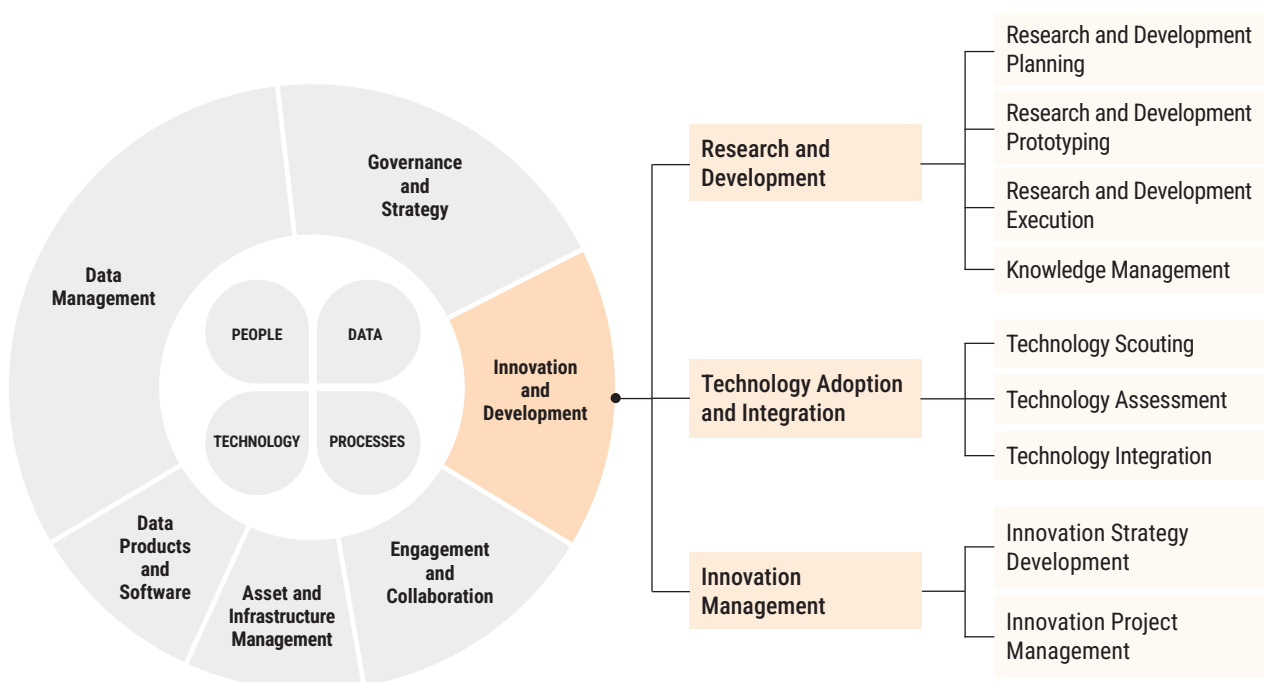 Governance
and
Strategy
Data
Management
PEOPLE
DATA
TECHNOLOGY
PROCESSES
Innovation
and
Development
Data
Products
and
Software
Asset and
Infrastructure
Management
Engagement
and
Collaboration
Research and
Development
Research and Development
Planning
Research and Development
Prototyping
Research and Development
Execution
Knowledge Management
Technology Adoption
and Integration
Technology Scouting
Technology Assessment
Technology Integration
Innovation
Management
Innovation Strategy
Development
Innovation Project
Management